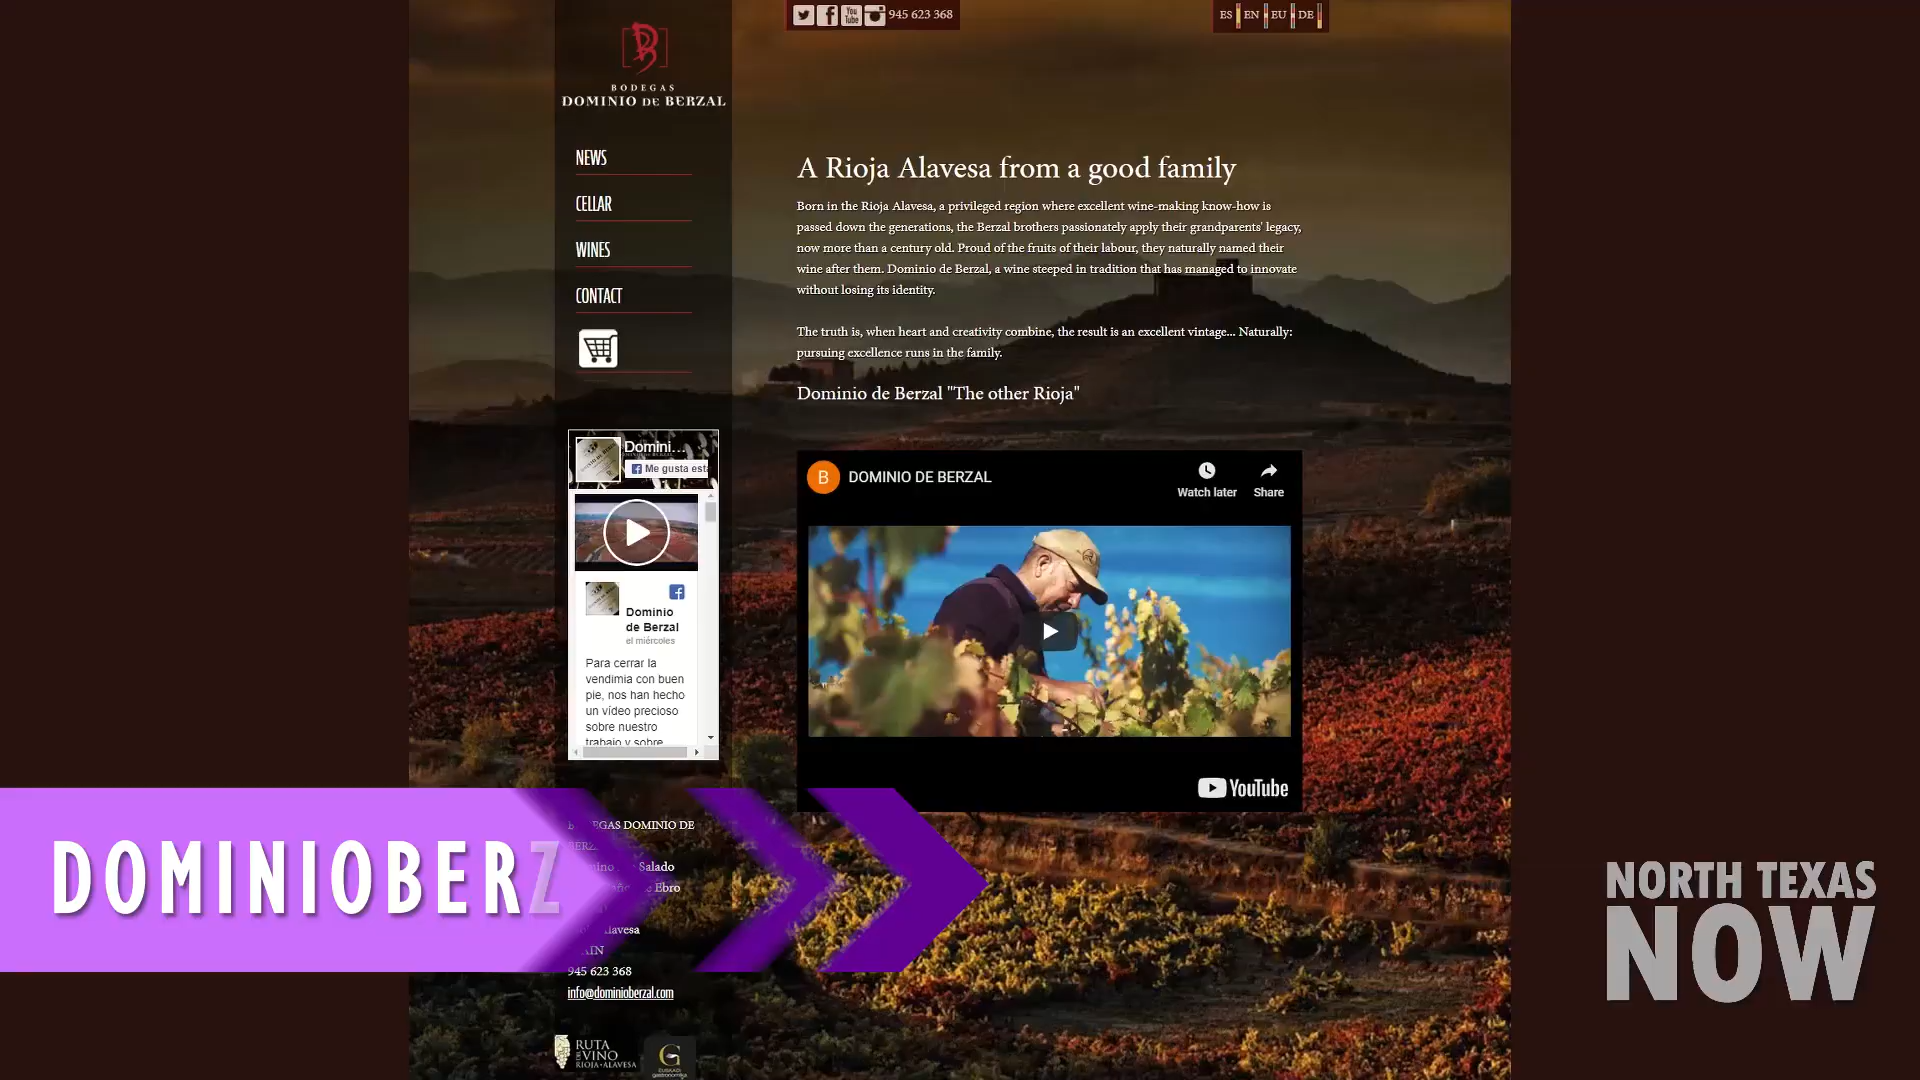 945 623 368
ES EN EU DE
BODEGAS
DOMINIO DE BERZAL
NEWS
CELLAR
WINES
CONTACT
A Rioja Alavesa from a good family
Born in the Rioja Alavesa, a privileged region where excellent wine-making know-how is
passed down the generations, the Berzal brothers passionately apply their grandparents' legacy,
now more than a century old. Proud of the fruits of their labour, they naturally named their
wine after them. Dominio de Berzal, a wine steeped in tradition that has managed to innovate
without losing its identity.
The truth is, when heart and creativity combine, the result is an excellent vintage... Naturally:
pursuing excellence runs in the family.
Dominio de Berzal "The other Rioja"
Domini...
Me gusta esta
Dominio
de Berzal
el miércoles
Para cerrar la
vendimia con buen
pie, nos han hecho
un vídeo precioso
sobre nuestro
trabajo y sobre
B DOMINIO DE BERZAL
Watch later Share
YouTube
DOMINIO DE
Salado
Ebro
945 623 368
info@dominioberzal.com
DOMINIOBERZ
RUTA
DEL VINO
RIOJA•ALAVESA
NORTH TEXAS
NOW